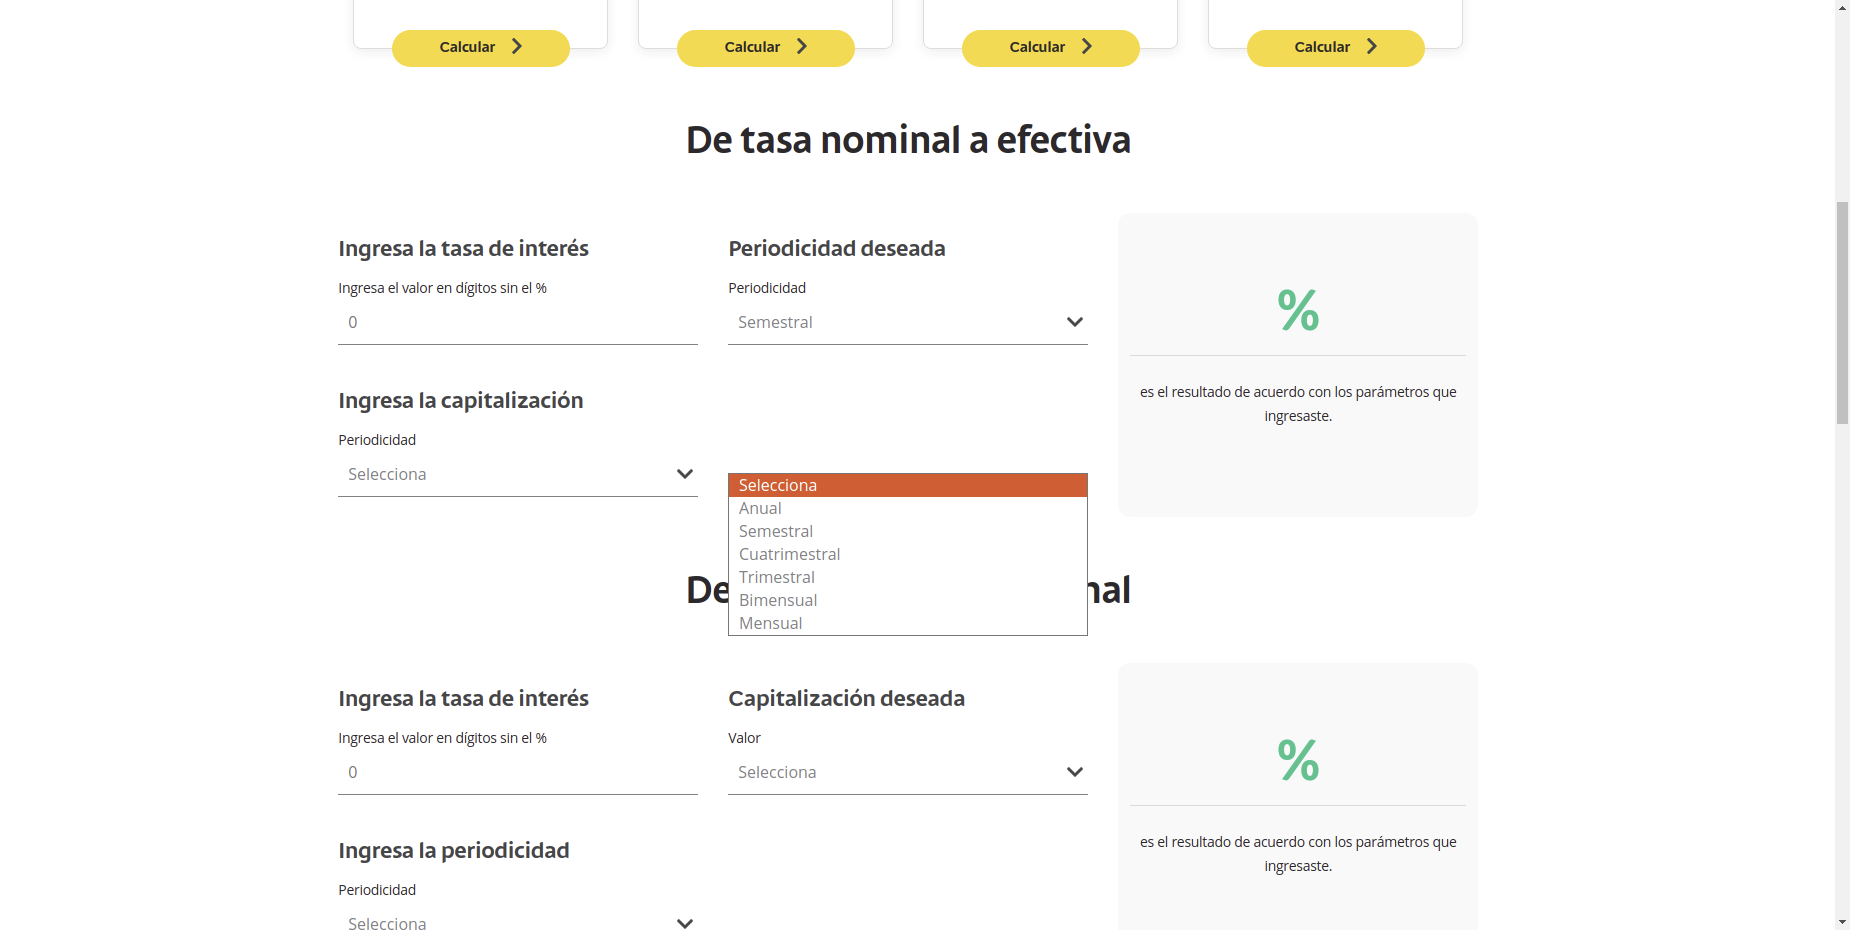 Calcular
Calcular
Calcular
Calcular
De tasa nominal a efectiva
Ingresa la tasa de interés
Ingresa el valor en dígitos sin el %
0
Periodicidad deseada
Periodicidad
Semestral
%
es el resultado de acuerdo con los parámetros que
ingresaste.
Ingresa la capitalización
Periodicidad
Selecciona
Selecciona
Anual
Semestral
Cuatrimestral
Trimestral
Bimensual
Mensual
De
Ingresa la tasa de interés
Ingresa el valor en dígitos sin el %
0
Capitalización deseada
Valor
Selecciona
%
es el resultado de acuerdo con los parámetros que
ingresaste.
Ingresa la periodicidad
Periodicidad
Selecciona